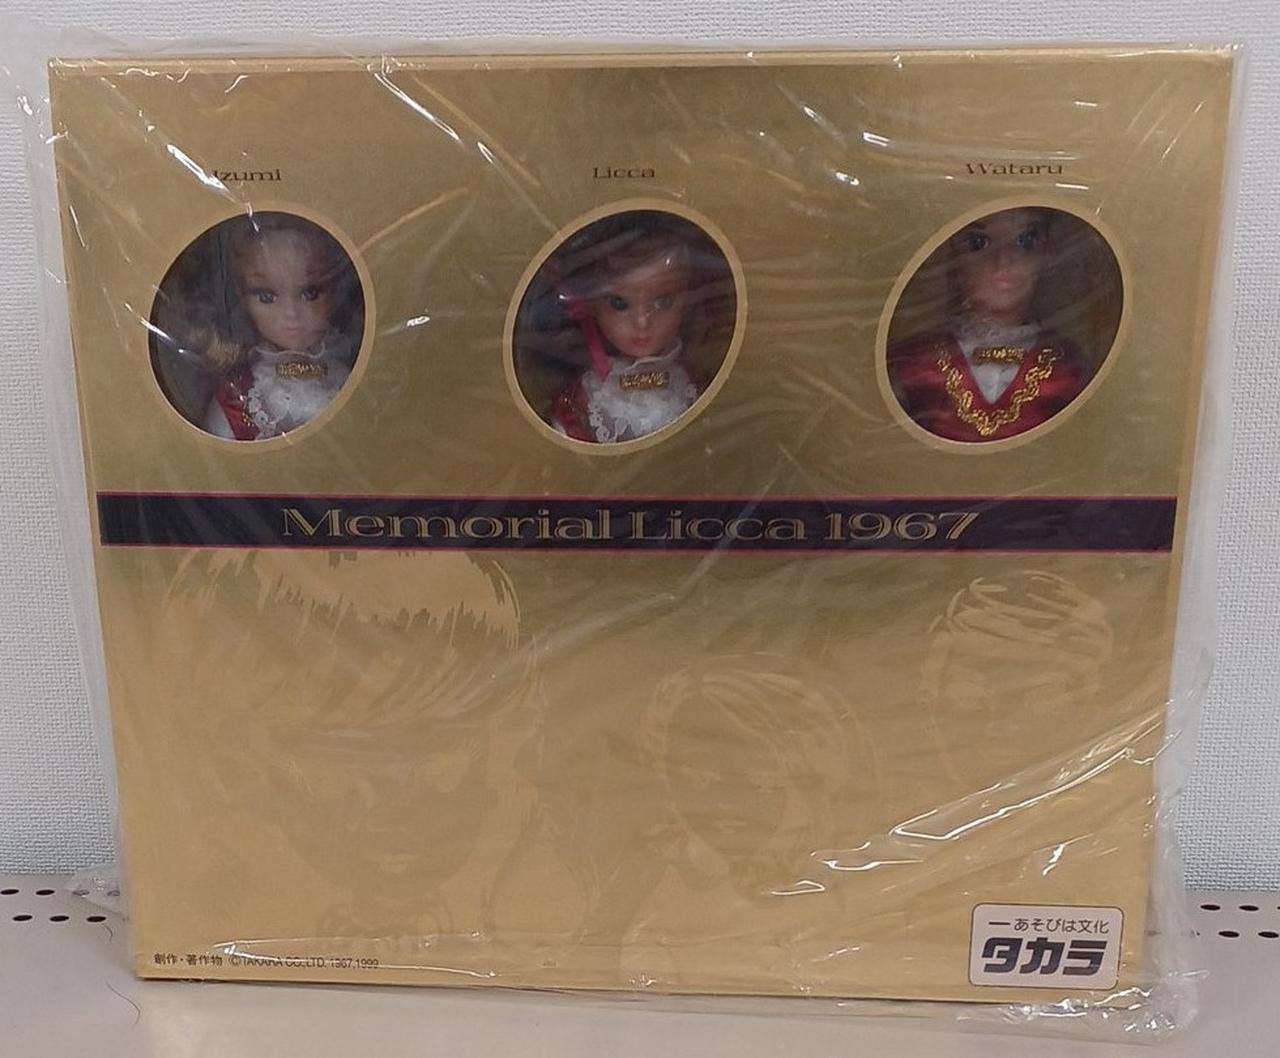 Izumi
Licca
Wataru
Memorial Licca 1967
創作・著作物 ©TAKARA CO.,LTD. 1967,1999
ー あそびは文化
タカラ